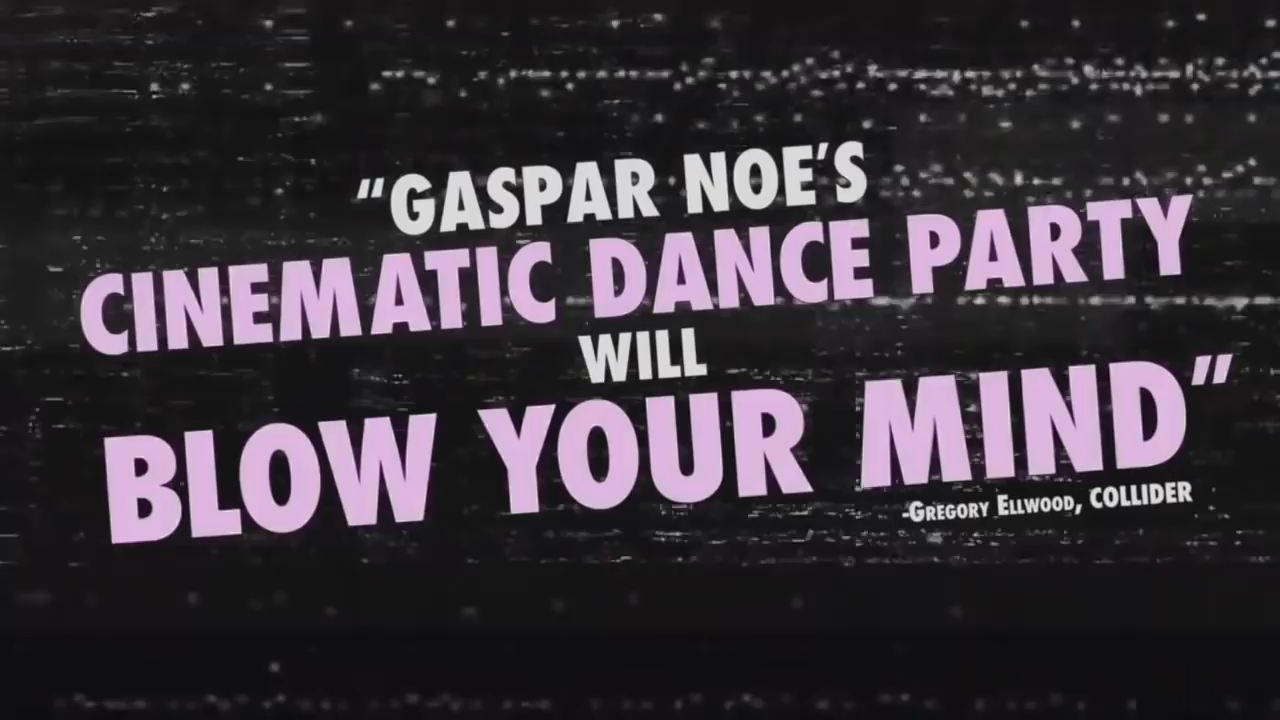 “GASPAR NOE’S
CINEMATIC DANCE PARTY
WILL
BLOW YOUR MIND”
-GREGORY ELLWOOD, COLLIDER